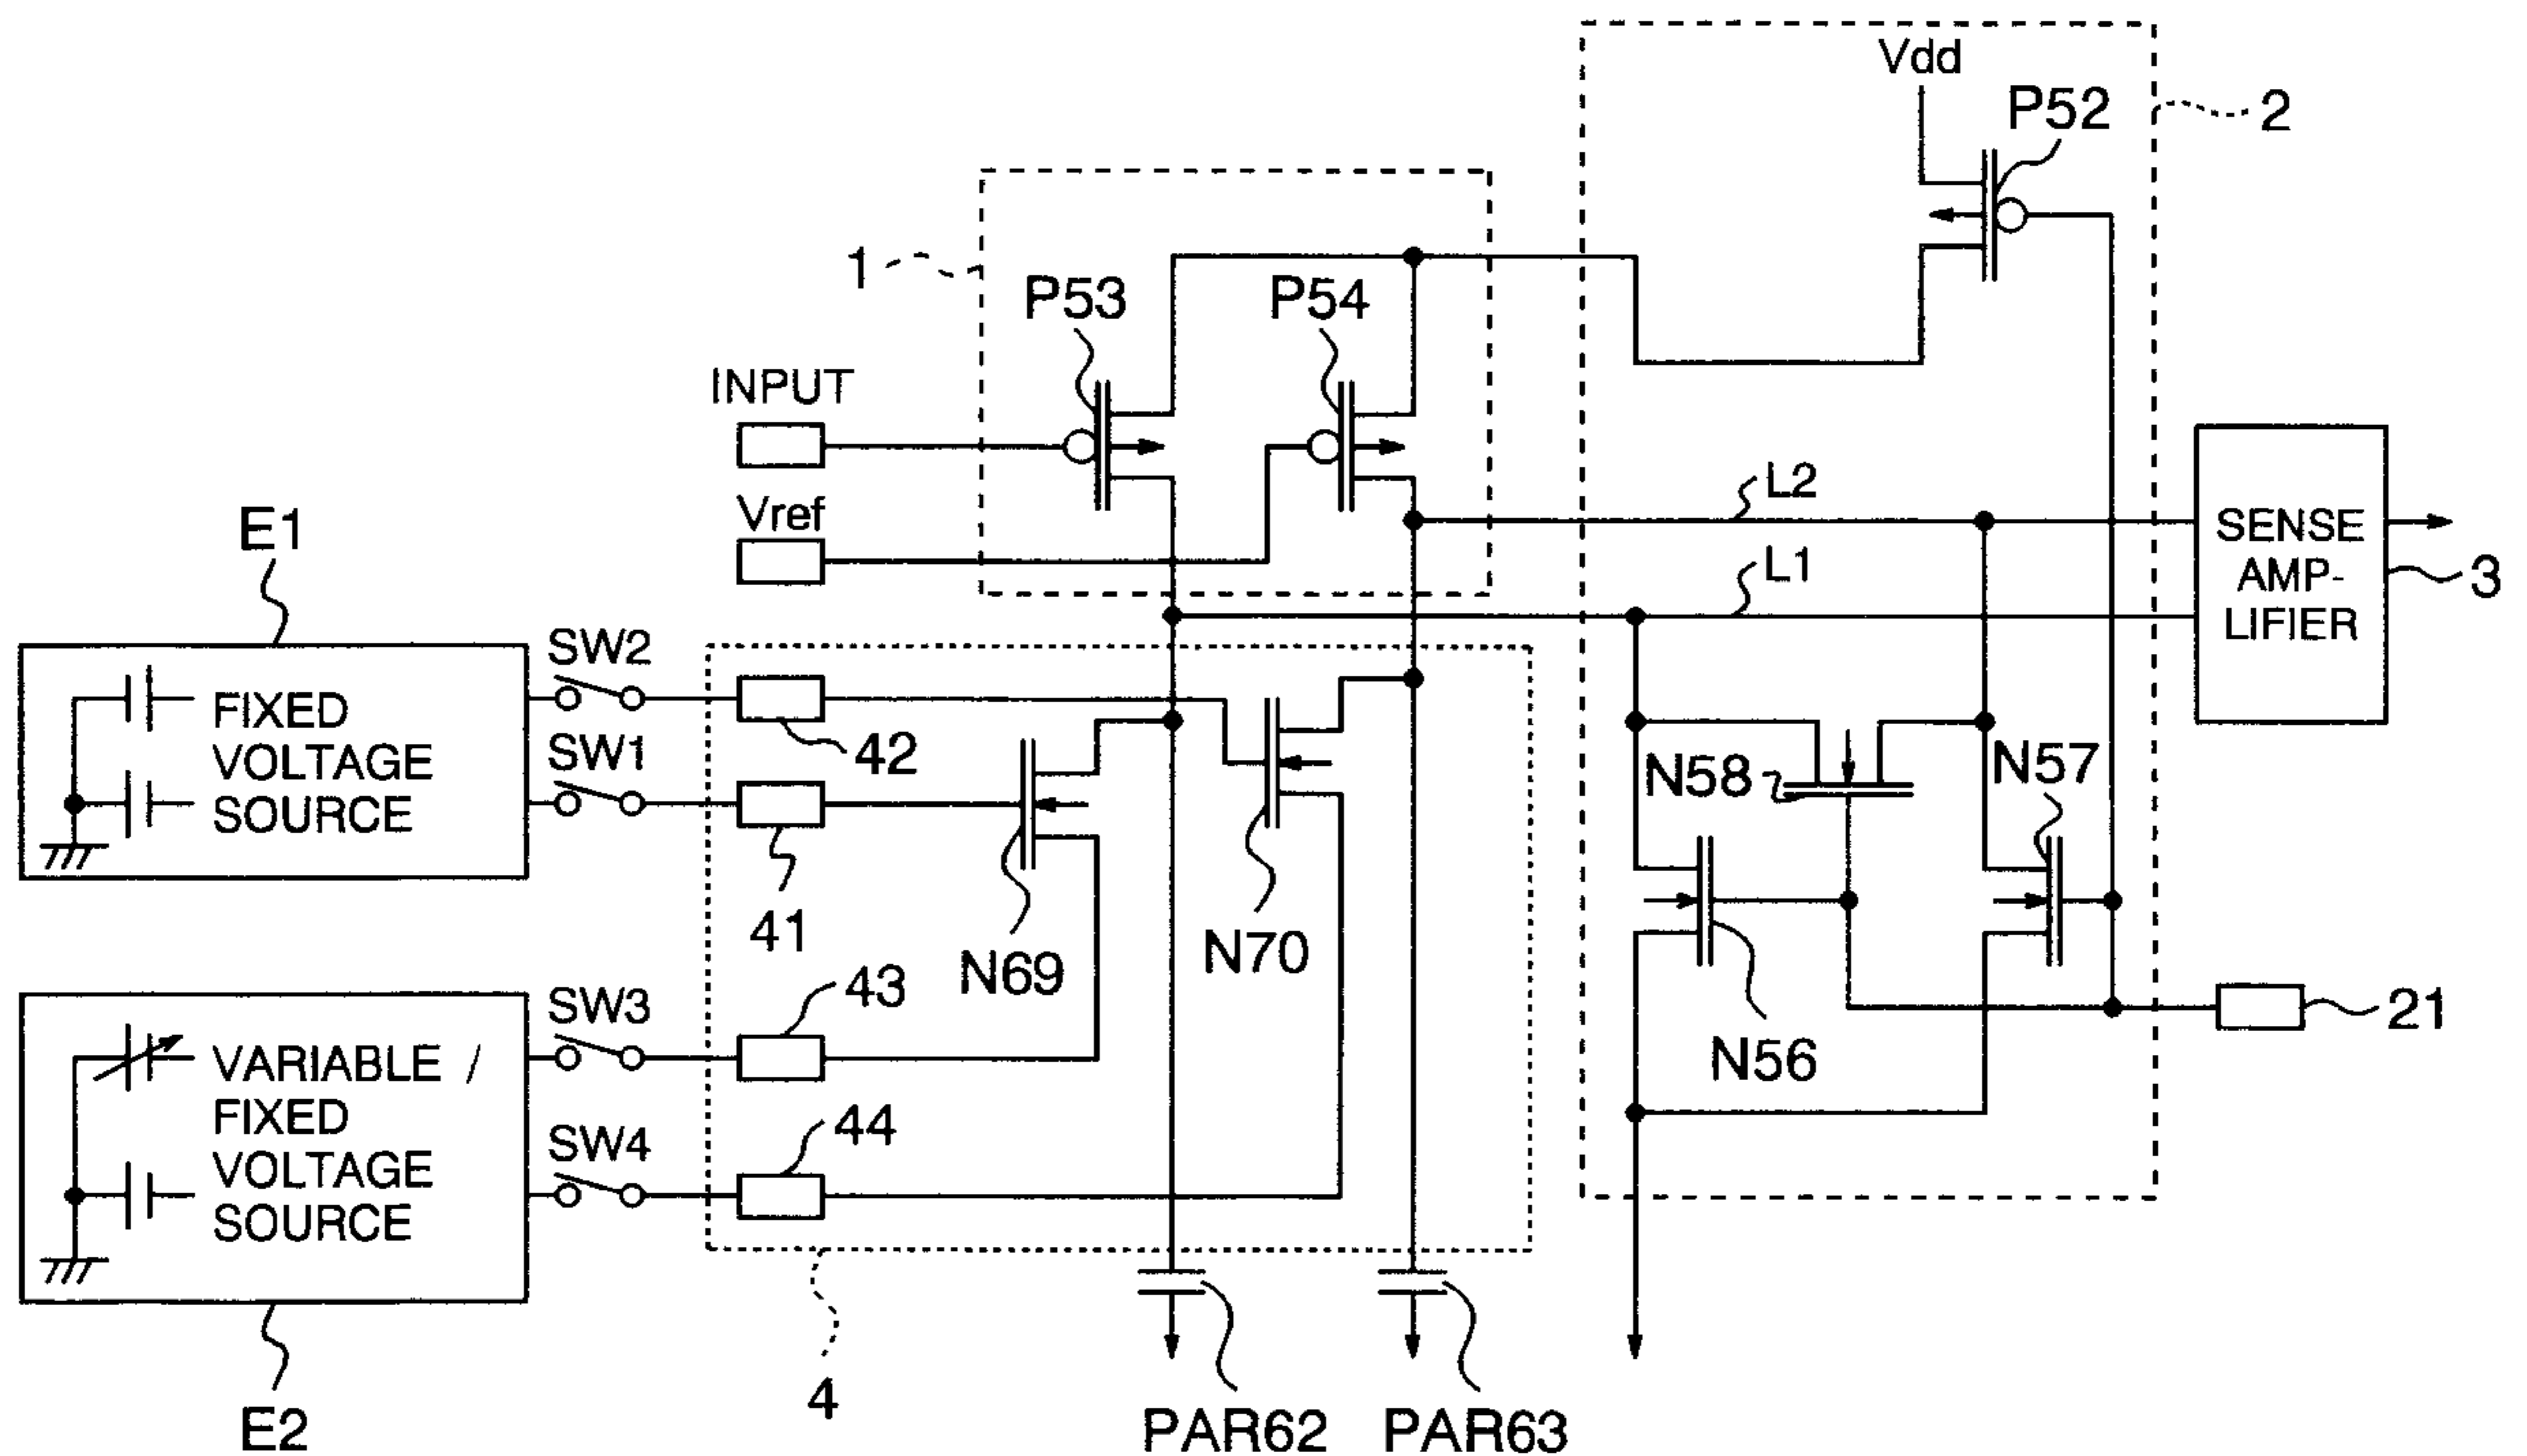 Vdd
P52
2
1
P53
P54
INPUT
Vref
L2
L1
SENSE
AMP-
LIFIER
3
E1
SW2
SW1
FIXED
VOLTAGE
SOURCE
42
41
N69
N70
N58
N57
N56
21
43
44
SW3
SW4
VARIABLE /
FIXED
VOLTAGE
SOURCE
E2
4
PAR62
PAR63